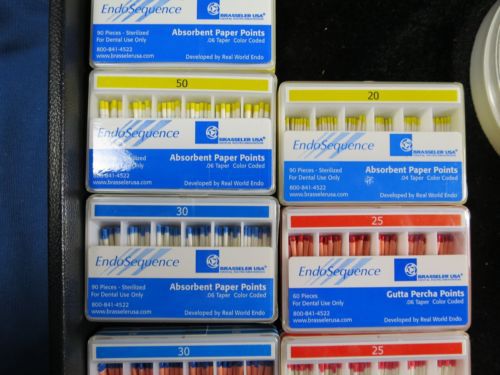 EndoSequence
BRASSELER USA
90 Pieces - Sterilized
For Dental Use Only
800-841-4522
www.brasselerusa.com
Absorbent Paper Points
.06 Taper Color Coded
Developed by Real World Endo
50
EndoSequence
BRASSELER USA
90 Pieces - Sterilized
For Dental Use Only
800-841-4522
www.brasselerusa.com
Absorbent Paper Points
.06 Taper Color Coded
Developed by Real World Endo
30
EndoSequence
BRASSELER USA
90 Pieces - Sterilized
For Dental Use Only
800-841-4522
www.brasselerusa.com
Absorbent Paper Points
.06 Taper Color Coded
Developed by Real World Endo
30
20
EndoSequence
BRASSELER USA
90 Pieces - Sterilized
For Dental Use Only
800-841-4522
www.brasselerusa.com
Absorbent Paper Points
.04 Taper Color Coded
Developed by Real World Endo
25
EndoSequence
BRASSELER USA
60 Pieces
For Dental Use Only
800-841-4522
www.brasselerusa.com
Gutta Percha Points
.06 Taper Color Coded
Developed by Real World Endo
25